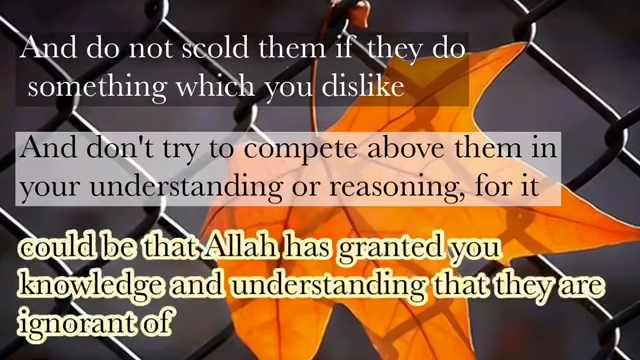 And do not scold them if they do
something which you dislike
And don't try to compete above them in
your understanding or reasoning, for it
could be that Allah has granted you
knowledge and understanding that they are
ignorant of